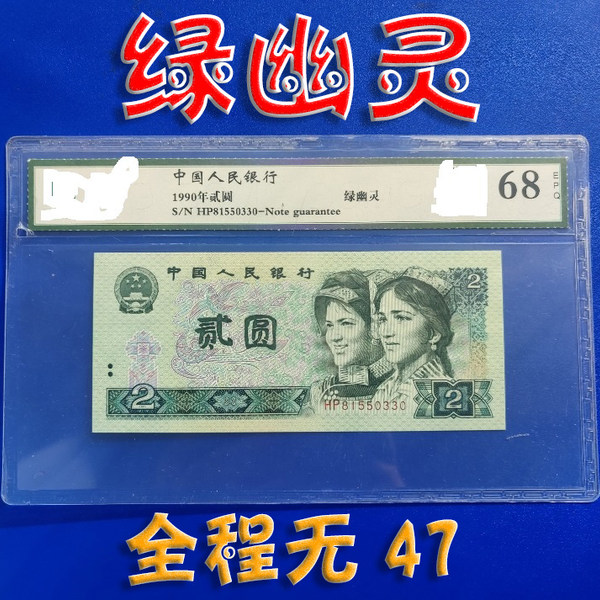 绿幽灵
中国人民银行
1990年贰圆 绿幽灵
S/N HP81550330-Note guarantee
68
EPQ
中国人民银行
2
贰圆
HP81550330
2 2
全程无 47